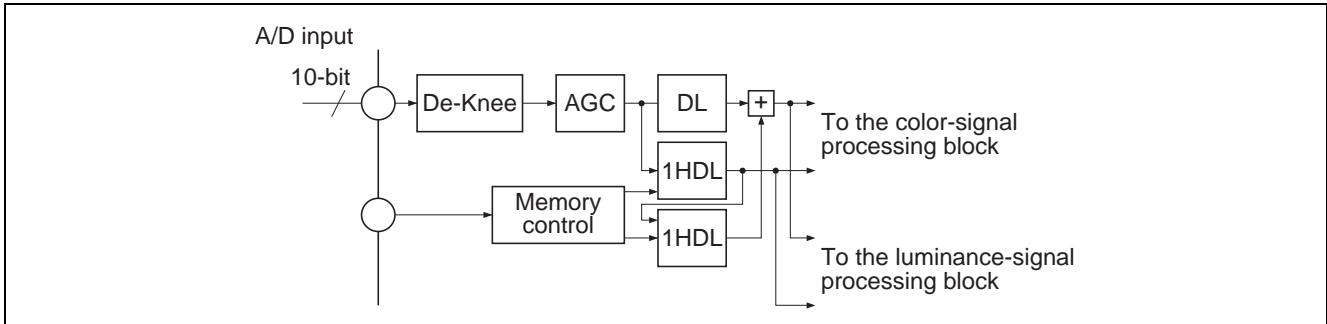 A/D input
10-bit
De-Knee
AGC
DL
+
To the color-signal
processing block
1HDL
Memory
control
1HDL
To the luminance-signal
processing block